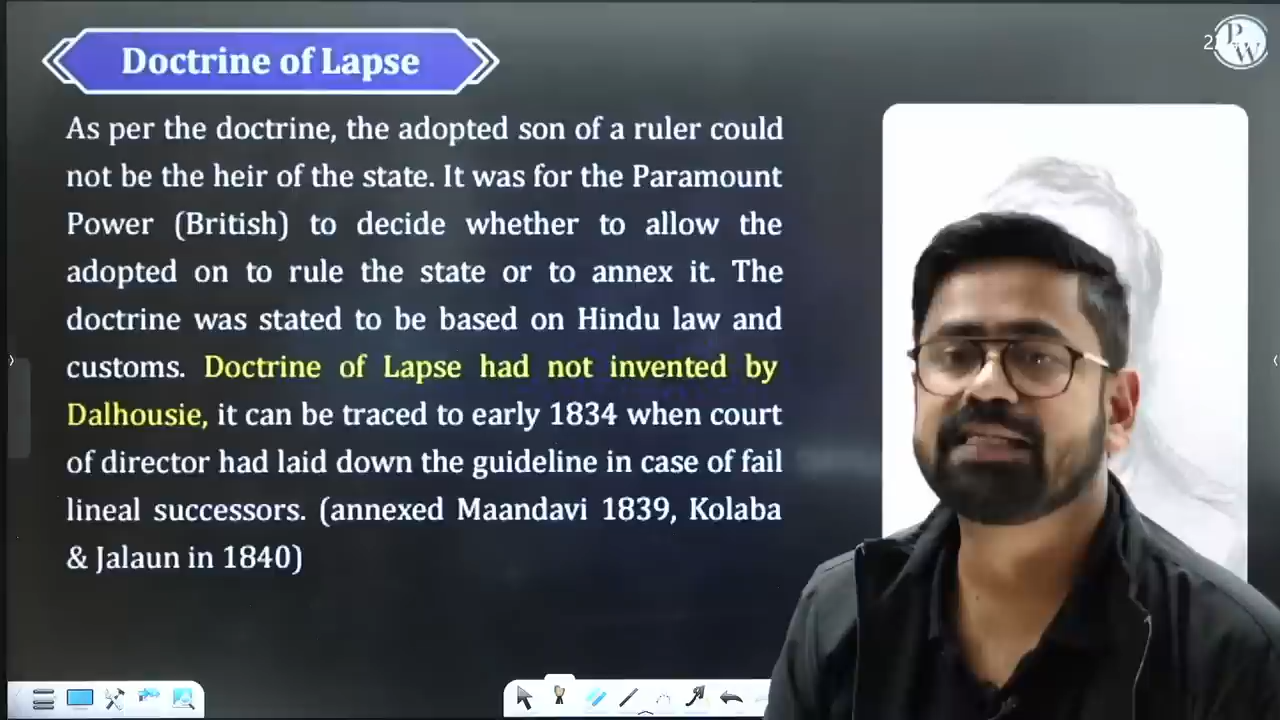 Doctrine of Lapse
PW
As per the doctrine, the adopted son of a ruler could
not be the heir of the state. It was for the Paramount
Power (British) to decide whether to allow the
adopted on to rule the state or to annex it. The
doctrine was stated to be based on Hindu law and
customs. Doctrine of Lapse had not invented by
Dalhousie, it can be traced to early 1834 when court
of director had laid down the guideline in case of fail
lineal successors. (annexed Maandavi 1839, Kolaba
& Jalaun in 1840)